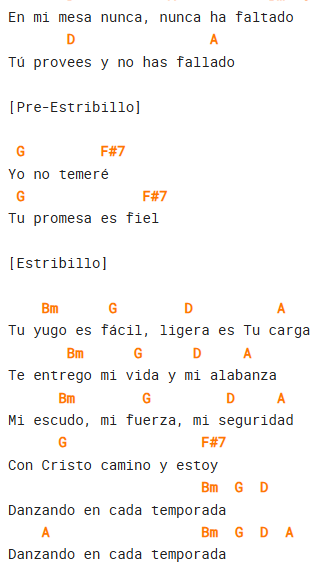 En mi mesa nunca, nunca ha faltado
D A
Tú provees y no has fallado
[Pre-Estribillo]
G F#7
Yo no temeré
G F#7
Tu promesa es fiel
[Estribillo]
Bm G D A
Tu yugo es fácil, ligera es Tu carga
Bm G D A
Te entrego mi vida y mi alabanza
Bm G D A
Mi escudo, mi fuerza, mi seguridad
G F#7
Con Cristo camino y estoy
Bm G D
Danzando en cada temporada
A Bm G D A
Danzando en cada temporada